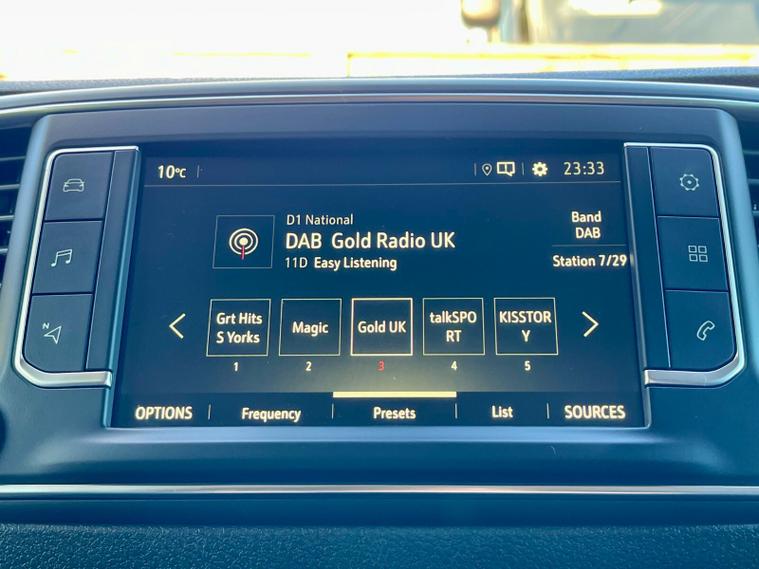 10°C
23:33
D1 National
DAB Gold Radio UK
11D Easy Listening
Band
DAB
Station 7/29
Grt Hits
S Yorks
Magic
Gold UK
talkSPO
RT
KISSTOR
Y
1
2
3
4
5
OPTIONS
Frequency
Presets
List
SOURCES
N